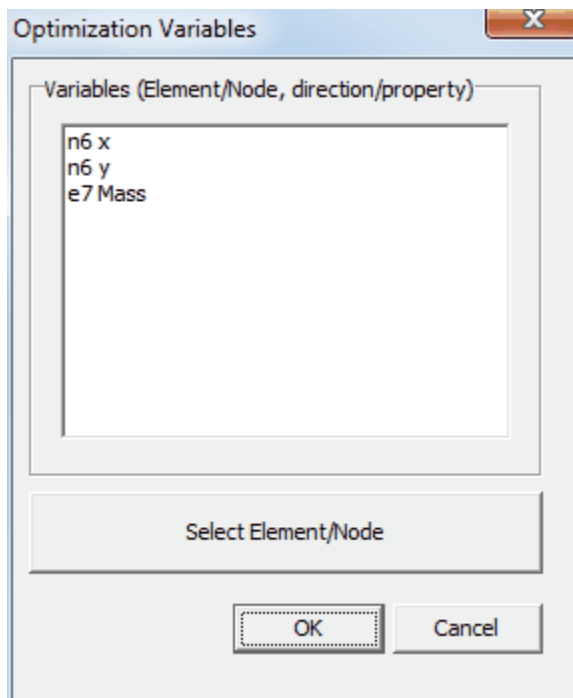 Optimization Variables
X
Variables (Element/Node, direction/property)
n6 x
n6 y
e7 Mass
Select Element/Node
OK
Cancel